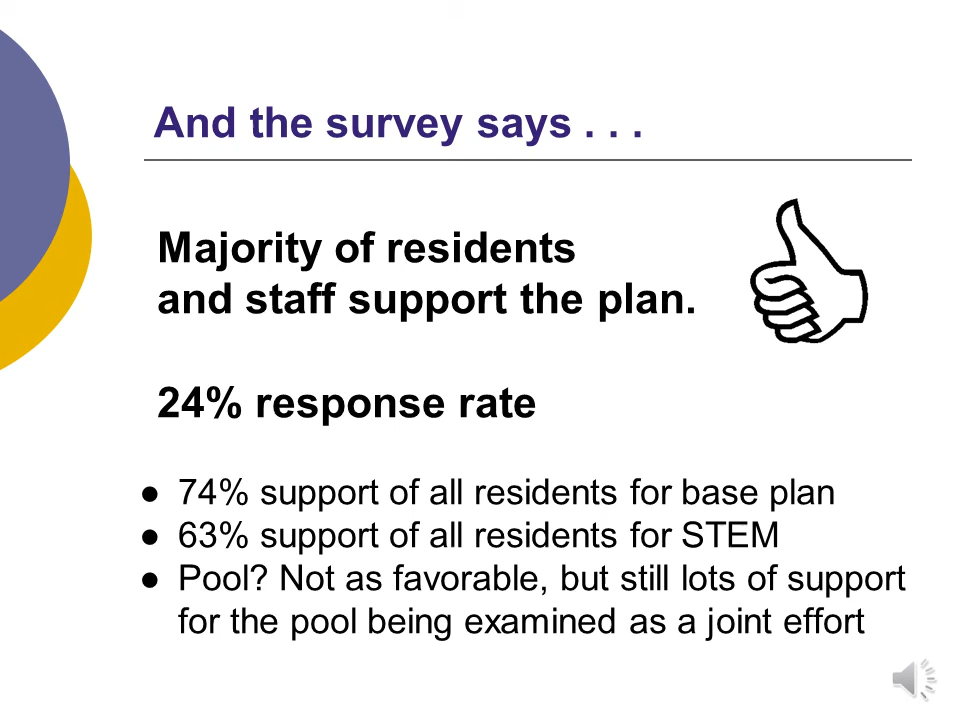 And the survey says . . .
Majority of residents
and staff support the plan.
24% response rate
● 74% support of all residents for base plan
● 63% support of all residents for STEM
● Pool? Not as favorable, but still lots of support
for the pool being examined as a joint effort